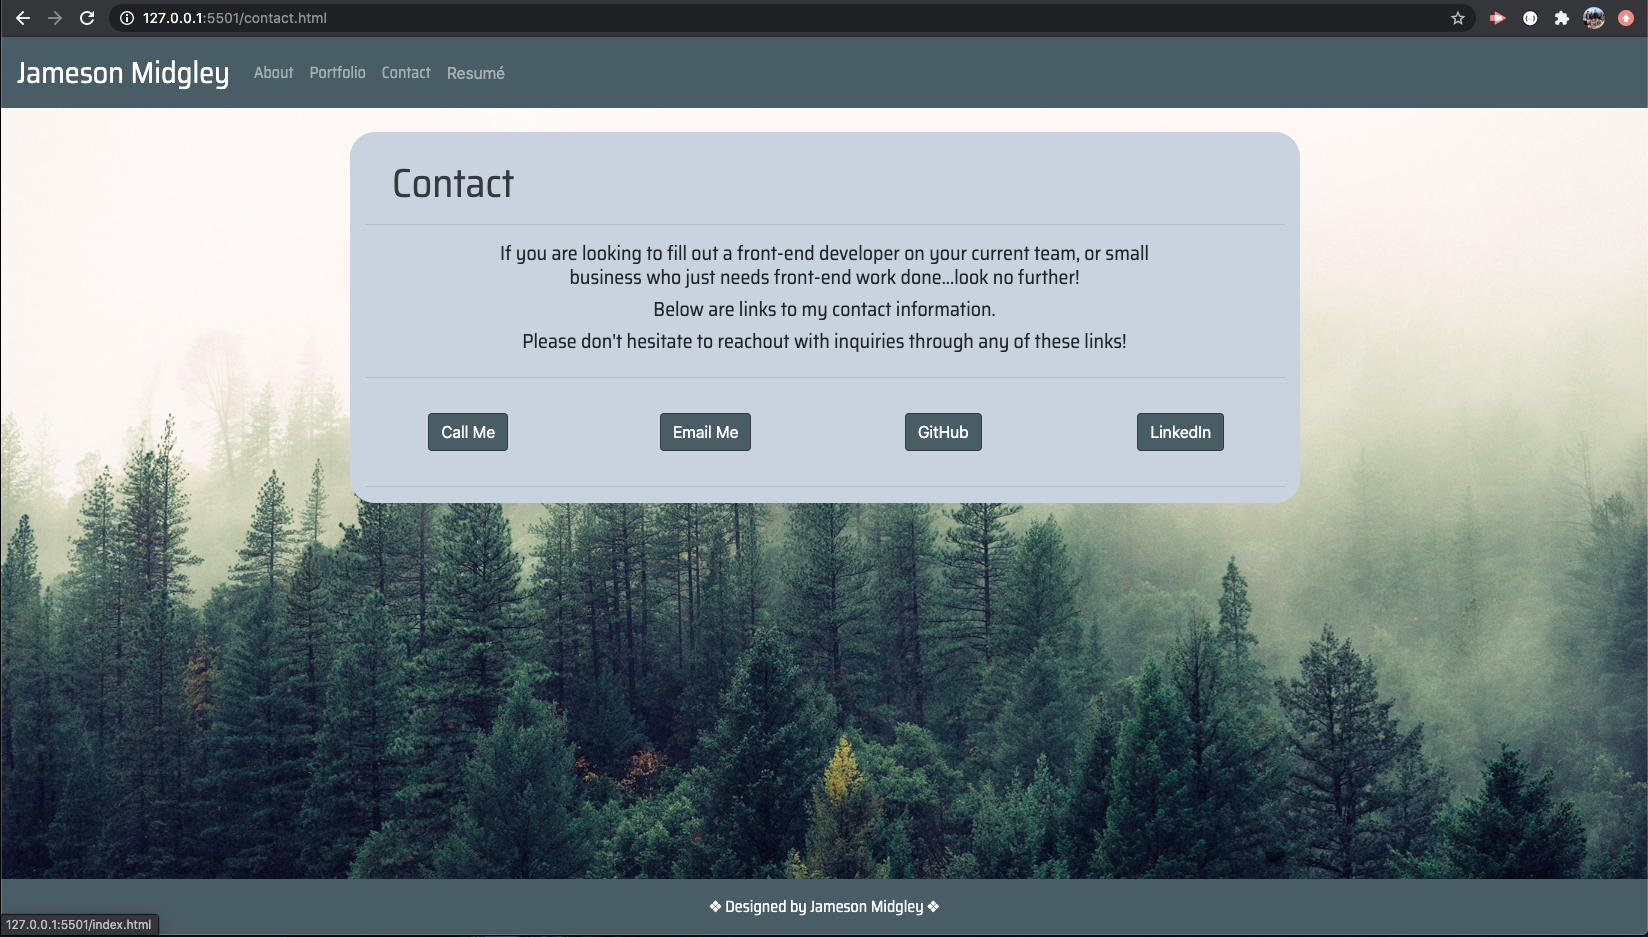 127.0.0.1:5501/contact.html
Jameson Midgley About Portfolio Contact Resumé
Contact
If you are looking to fill out a front-end developer on your current team, or small
business who just needs front-end work done...look no further!
Below are links to my contact information.
Please don't hesitate to reachout with inquiries through any of these links!
Call Me Email Me GitHub LinkedIn
❖ Designed by Jameson Midgley ❖
127.0.0.1:5501/index.html